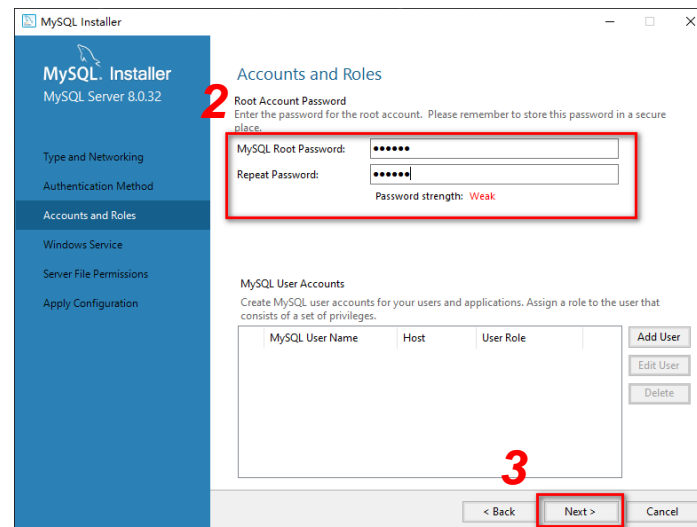 MySQL Installer
MySQL. Installer
MySQL Server 8.0.32
Type and Networking
Authentication Method
Accounts and Roles
Windows Service
Server File Permissions
Apply Configuration
Accounts and Roles
2
Root Account Password
Enter the password for the root account. Please remember to store this password in a secure
place.
MySQL Root Password: ●●●●●●
Repeat Password: ●●●●●●
Password strength: Weak
MySQL User Accounts
Create MySQL user accounts for your users and applications. Assign a role to the user that
consists of a set of privileges.
MySQL User Name Host User Role
Add User
Edit User
Delete
3
< Back Next > Cancel